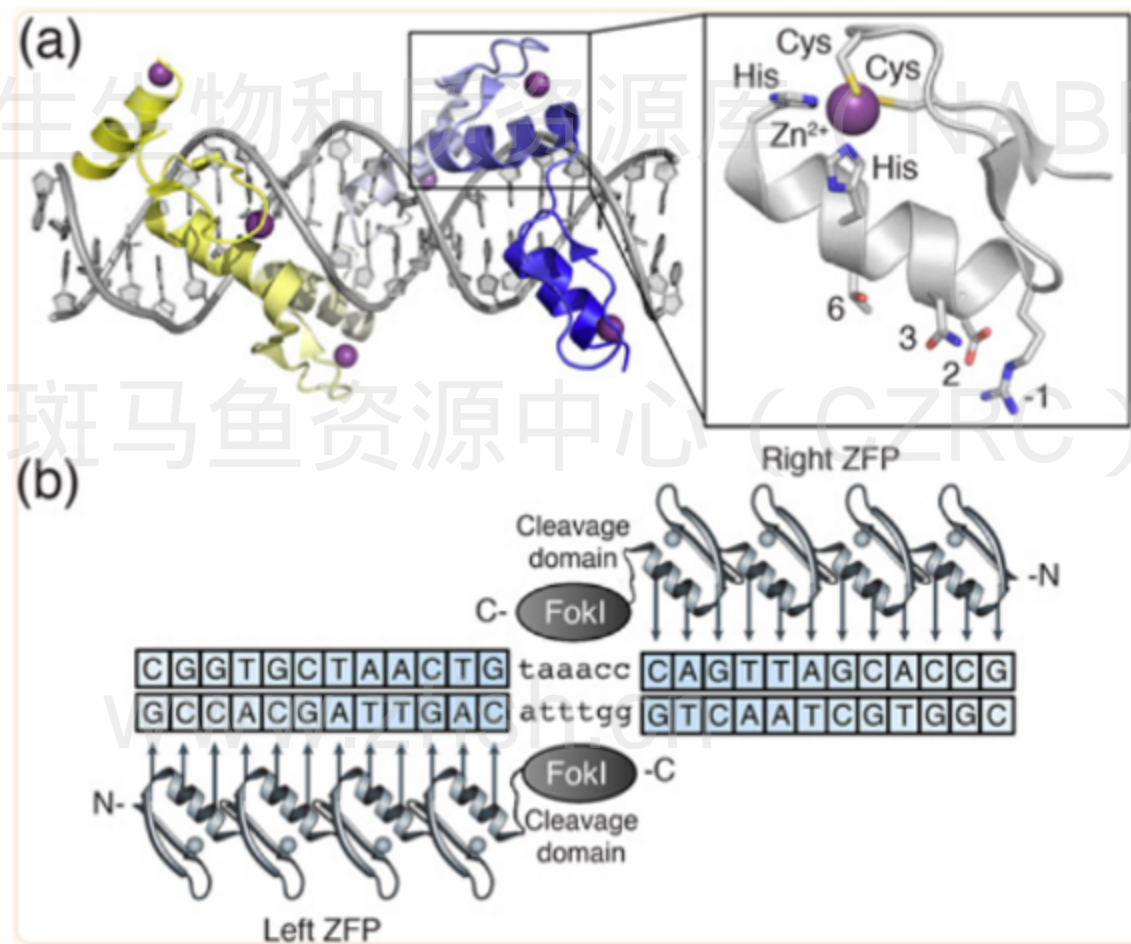 (a)
Cys
Cys
His
Zn²⁺
His
6
3
2
-1
生生物种质资源库(NAB
斑马鱼资源中心(CZRC)
(b)
Right ZFP
Cleavage
domain
-N
C- FokI
CGGTGCTAACTG taaacc CAGTTAGCACCG
GCCACGATTGAC atttgg GTCAATCGTGGC
FokI -C
N-
Cleavage
domain
Left ZFP